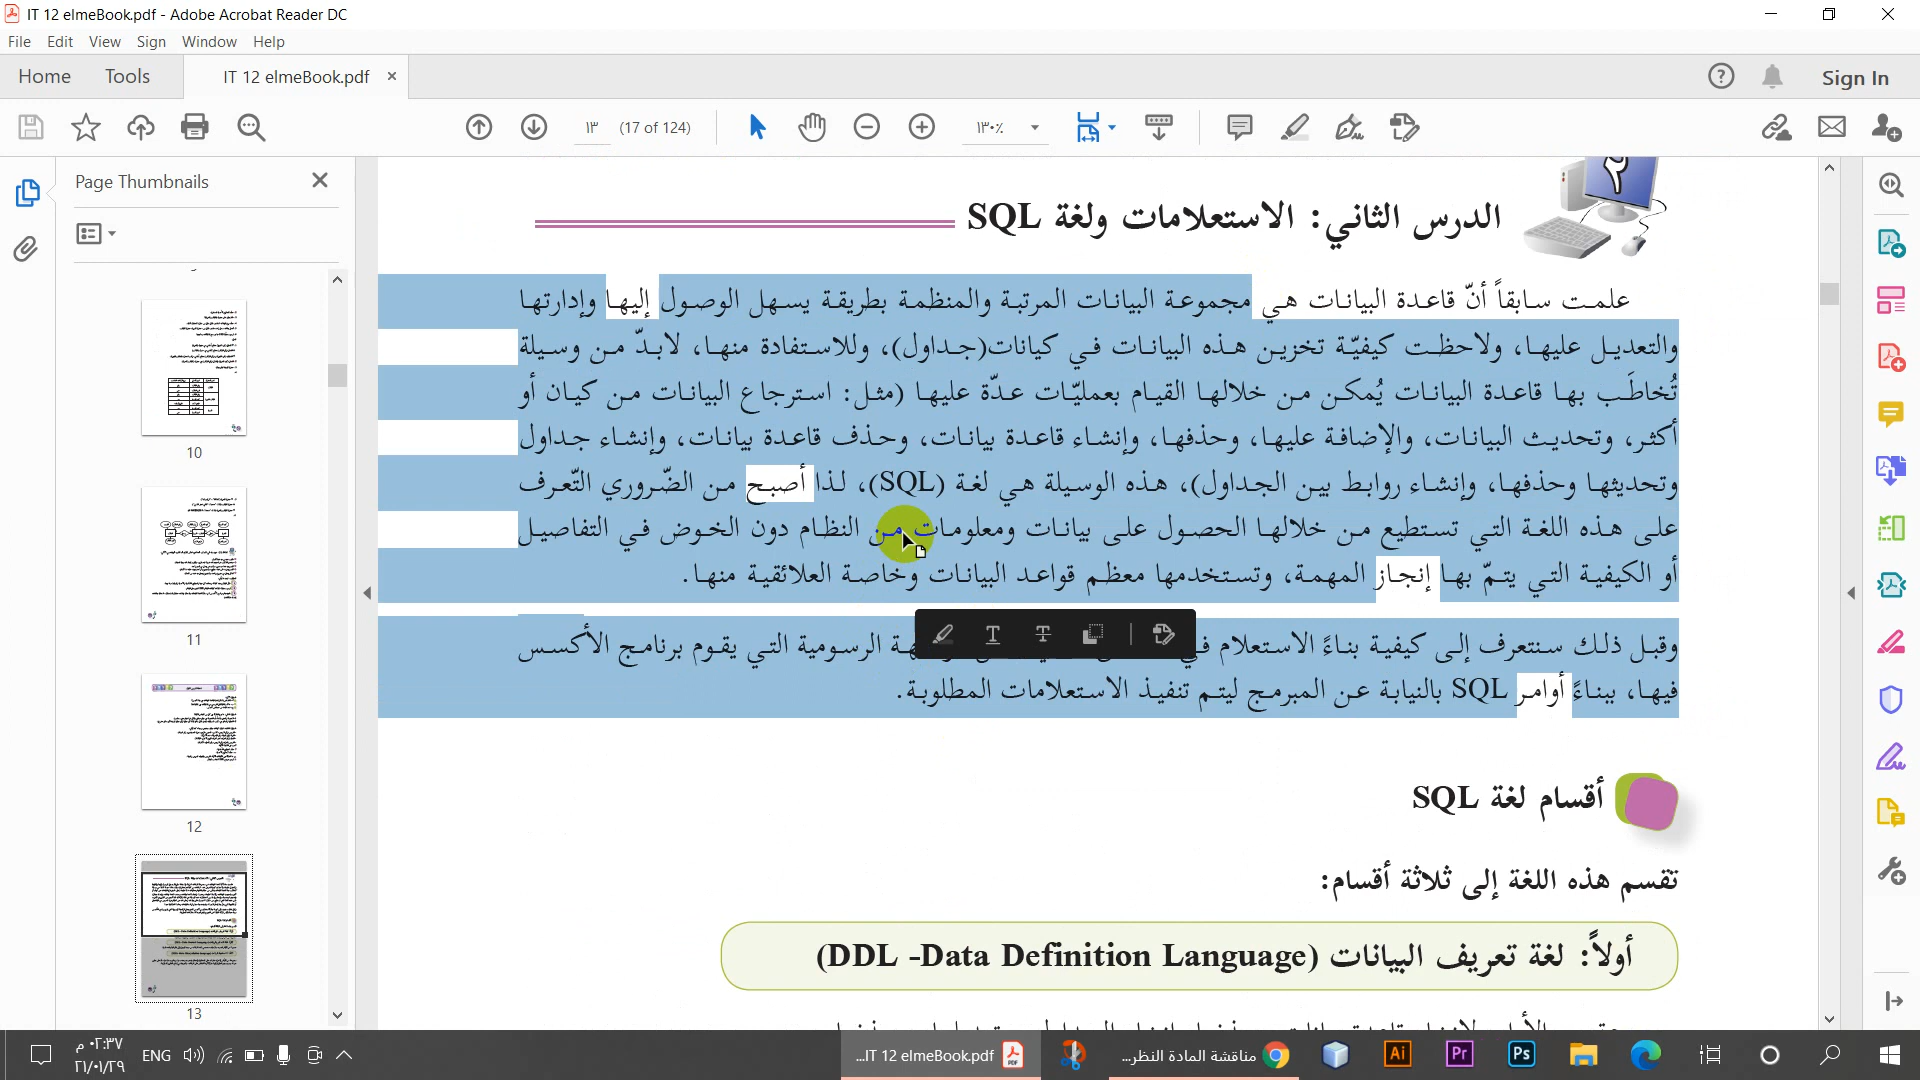 IT 12 elmeBook.pdf - Adobe Acrobat Reader DC
File Edit View Sign Window Help
Home Tools IT 12 elmeBook.pdf Sign In
١٣ (17 of 124) ١٣٠٪
Page Thumbnails
10
11
12
13
٢
الدرس الثاني: الاستعلامات ولغة SQL
علمت سابقاً أنّ قاعدة البيانات هي مجموعة البيانات المرتبة والمنظمة بطريقة يسهل الوصول إليها وإدارتها
والتعديل عليها، ولاحظت كيفيّة تخزين هذه البيانات في كيانات(جداول)، وللاستفادة منها، لابدّ من وسيلة
تُخاطَب بها قاعدة البيانات يُمكن من خلالها القيام بعمليّات عدّة عليها (مثل: استرجاع البيانات من كيان أو
أكثر، وتحديث البيانات، والإضافة عليها، وحذفها، وإنشاء قاعدة بيانات، وحذف قاعدة بيانات، وإنشاء جداول
وتحديثها وحذفها، وإنشاء روابط بين الجداول)، هذه الوسيلة هي لغة (SQL)، لذا أصبح من الضّروري التّعرف
على هذه اللغة التي تستطيع من خلالها الحصول على بيانات ومعلومات من النظام دون الخوض في التفاصيل
أو الكيفية التي يتمّ بها إنجاز المهمة، وتستخدمها معظم قواعد البيانات وخاصة العلائقية منها.
وقبل ذلك سنتعرف إلى كيفية بناءً الاستعلام في الرسومية التي يقوم برنامج الأكسس
فيها، ببناءً أوامر SQL بالنيابة عن المبرمج ليتم تنفيذ الاستعلامات المطلوبة.
أقسام لغة SQL
تقسم هذه اللغة إلى ثلاثة أقسام:
أولاً: لغة تعريف البيانات (DDL -Data Definition Language)
٠٢:٣٧ م
٢١/٠١/٢٩
ENG
IT 12 elmeBook.pdf...
مناقشة المادة النظر...
Ai Pr Ps